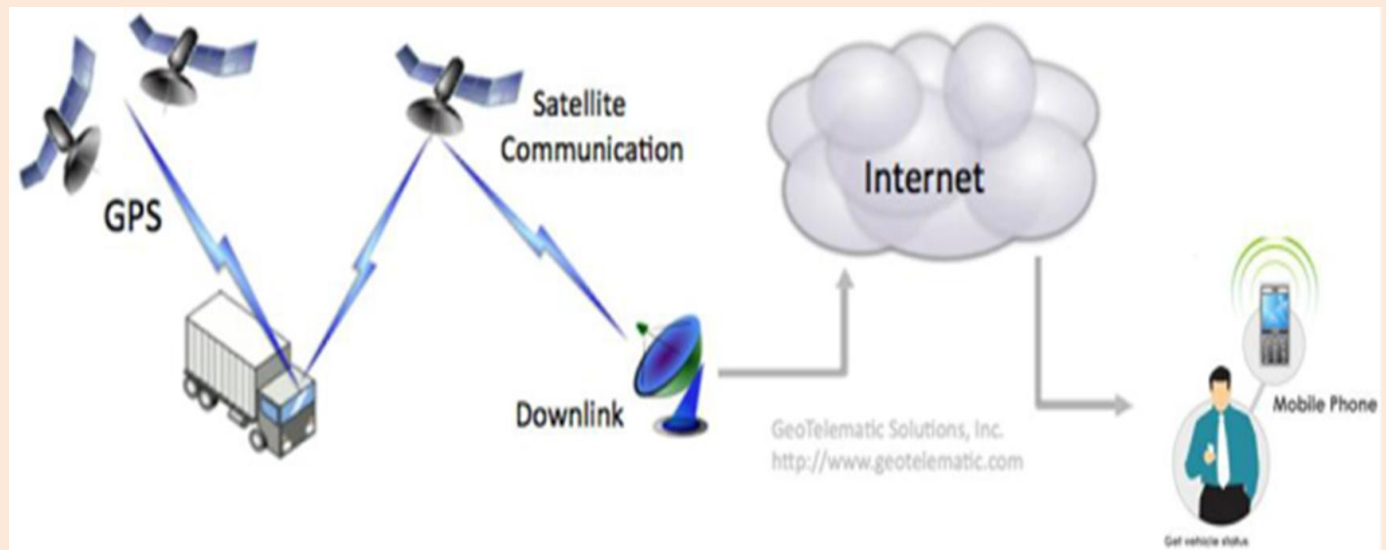 Satellite
Communication
GPS
Internet
Downlink
Mobile Phone
GeoTelematic Solutions, Inc.
http://www.geotelematic.com
Get vehicle status